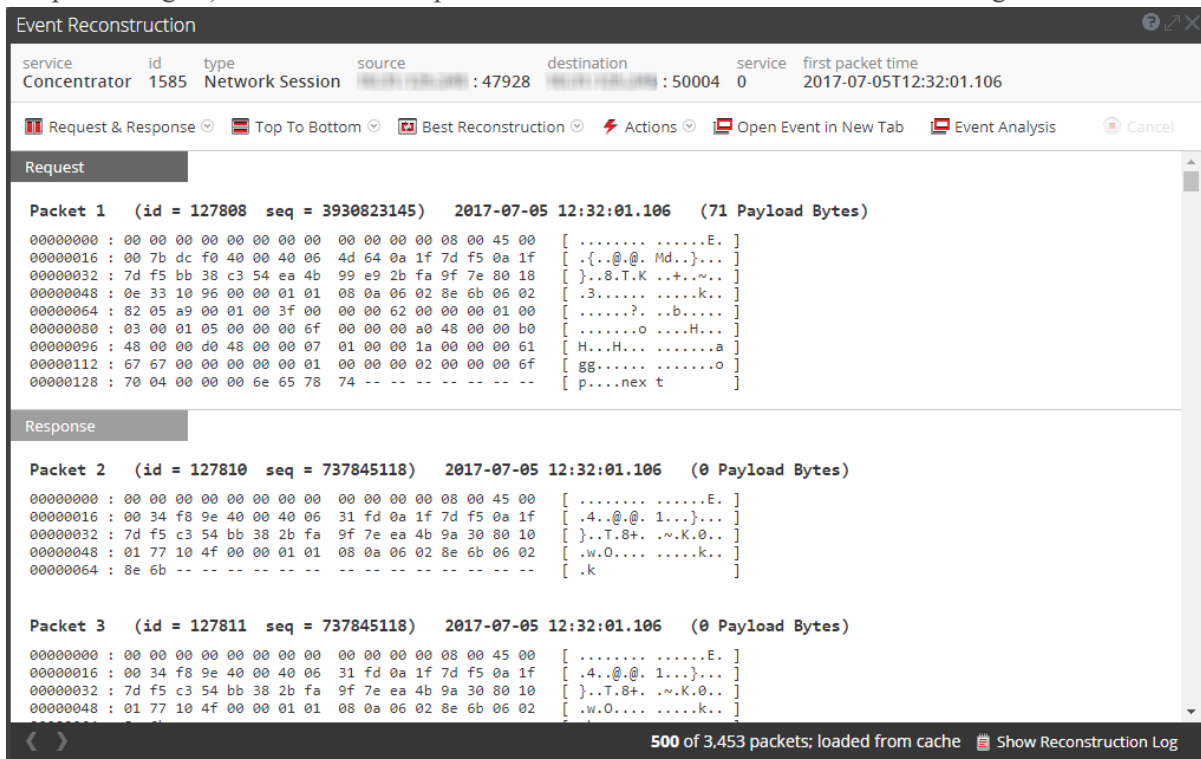 Event Reconstruction
service id type source destination service first packet time
Concentrator 1585 Network Session : 47928 : 50004 0 2017-07-05T12:32:01.106
Request & Response Top To Bottom Best Reconstruction Actions Open Event in New Tab Event Analysis Cancel
Request
Packet 1 (id = 127808 seq = 3930823145) 2017-07-05 12:32:01.106 (71 Payload Bytes)
00000000 : 00 00 00 00 00 00 00 00 00 00 00 00 08 00 45 00 [ ........ ......E. ]
00000016 : 00 7b dc f0 40 00 40 06 4d 64 0a 1f 7d f5 0a 1f [ .{..@.@. Md..}... ]
00000032 : 7d f5 bb 38 c3 54 ea 4b 99 e9 2b fa 9f 7e 80 18 [ }..8.T.K ..+..~.. ]
00000048 : 0e 33 10 96 00 00 01 01 08 0a 06 02 8e 6b 06 02 [ .3...... .....k.. ]
00000064 : 82 05 a9 00 01 00 3f 00 00 00 62 00 00 00 01 00 [ ......?. ..b..... ]
00000080 : 03 00 01 05 00 00 00 6f 00 00 00 a0 48 00 00 b0 [ .......o ....H... ]
00000096 : 48 00 00 d0 48 00 00 07 01 00 00 1a 00 00 00 61 [ H...H... .......a ]
00000112 : 67 67 00 00 00 00 00 01 00 00 00 02 00 00 00 6f [ gg...... .......o ]
00000128 : 70 04 00 00 00 6e 65 78 74 -- -- -- -- -- -- -- [ p....nex t ]
Response
Packet 2 (id = 127810 seq = 737845118) 2017-07-05 12:32:01.106 (0 Payload Bytes)
00000000 : 00 00 00 00 00 00 00 00 00 00 00 00 08 00 45 00 [ ........ ......E. ]
00000016 : 00 34 f8 9e 40 00 40 06 31 fd 0a 1f 7d f5 0a 1f [ .4..@.@. 1...}... ]
00000032 : 7d f5 c3 54 bb 38 2b fa 9f 7e ea 4b 9a 30 80 10 [ }..T.8+. .~.K.0.. ]
00000048 : 01 77 10 4f 00 00 01 01 08 0a 06 02 8e 6b 06 02 [ .w.O.... .....k.. ]
00000064 : 8e 6b -- -- -- -- -- -- -- -- -- -- -- -- -- -- [ .k ]
Packet 3 (id = 127811 seq = 737845118) 2017-07-05 12:32:01.106 (0 Payload Bytes)
00000000 : 00 00 00 00 00 00 00 00 00 00 00 00 08 00 45 00 [ ........ ......E. ]
00000016 : 00 34 f8 9e 40 00 40 06 31 fd 0a 1f 7d f5 0a 1f [ .4..@.@. 1...}... ]
00000032 : 7d f5 c3 54 bb 38 2b fa 9f 7e ea 4b 9a 30 80 10 [ }..T.8+. .~.K.0.. ]
00000048 : 01 77 10 4f 00 00 01 01 08 0a 06 02 8e 6b 06 02 [ .w.O.... .....k.. ]
500 of 3,453 packets; loaded from cache Show Reconstruction Log